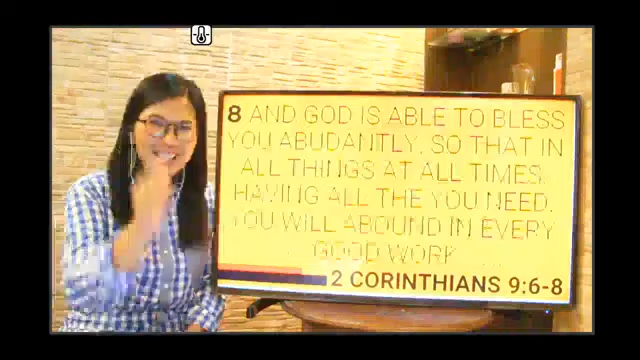 8 AND GOD IS ABLE TO BLESS
YOU ABUDANTLY, SO THAT IN
ALL THINGS AT ALL TIMES,
HAVING ALL THE YOU NEED,
YOU WILL ABOUND IN EVERY
GOOD WORK
2 CORINTHIANS 9:6-8